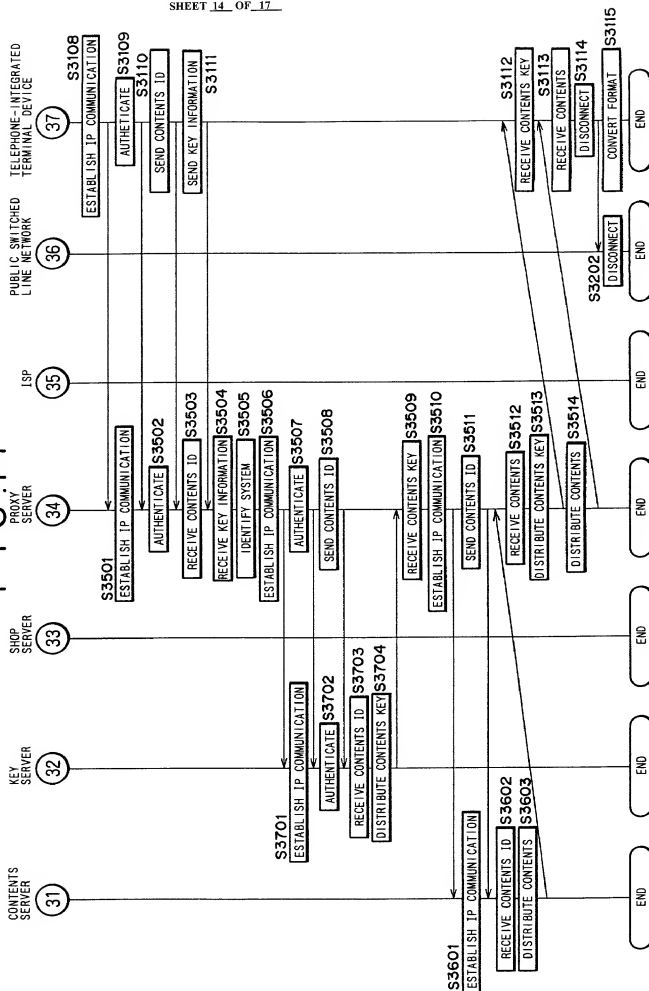 SHEET 14 OF 17
CONTENTS
SERVER
31
KEY
SERVER
32
SHOP
SERVER
33
PROXY
SERVER
34
ISP
35
PUBLIC SWITCHED
LINE NETWORK
36
TELEPHONE-INTEGRATED
TERMINAL DEVICE
37
S3108
ESTABLISH IP COMMUNICATION
S3109
AUTHETICATE
S3110
SEND CONTENTS ID
S3111
SEND KEY INFORMATION
S3501
ESTABLISH IP COMMUNICATION
S3502
AUTHENTICATE
S3503
RECEIVE CONTENTS ID
S3504
RECEIVE KEY INFORMATION
S3505
IDENTIFY SYSTEM
S3506
ESTABLISH IP COMMUNICATION
S3507
AUTHENTICATE
S3508
SEND CONTENTS ID
S3701
ESTABLISH IP COMMUNICATION
S3702
AUTHENTICATE
S3703
RECEIVE CONTENTS ID
S3704
DISTRIBUTE CONTENTS KEY
S3509
RECEIVE CONTENTS KEY
S3510
ESTABLISH IP COMMUNICATION
S3511
SEND CONTENTS ID
S3601
ESTABLISH IP COMMUNICATION
S3602
RECEIVE CONTENTS ID
S3603
DISTRIBUTE CONTENTS
S3512
RECEIVE CONTENTS
S3513
DISTRIBUTE CONTENTS KEY
S3514
DISTRIBUTE CONTENTS
S3112
RECEIVE CONTENTS KEY
S3113
RECEIVE CONTENTS
S3114
DISCONNECT
S3115
CONVERT FORMAT
S3202
DISCONNECT
END
END
END
END
END
END
END